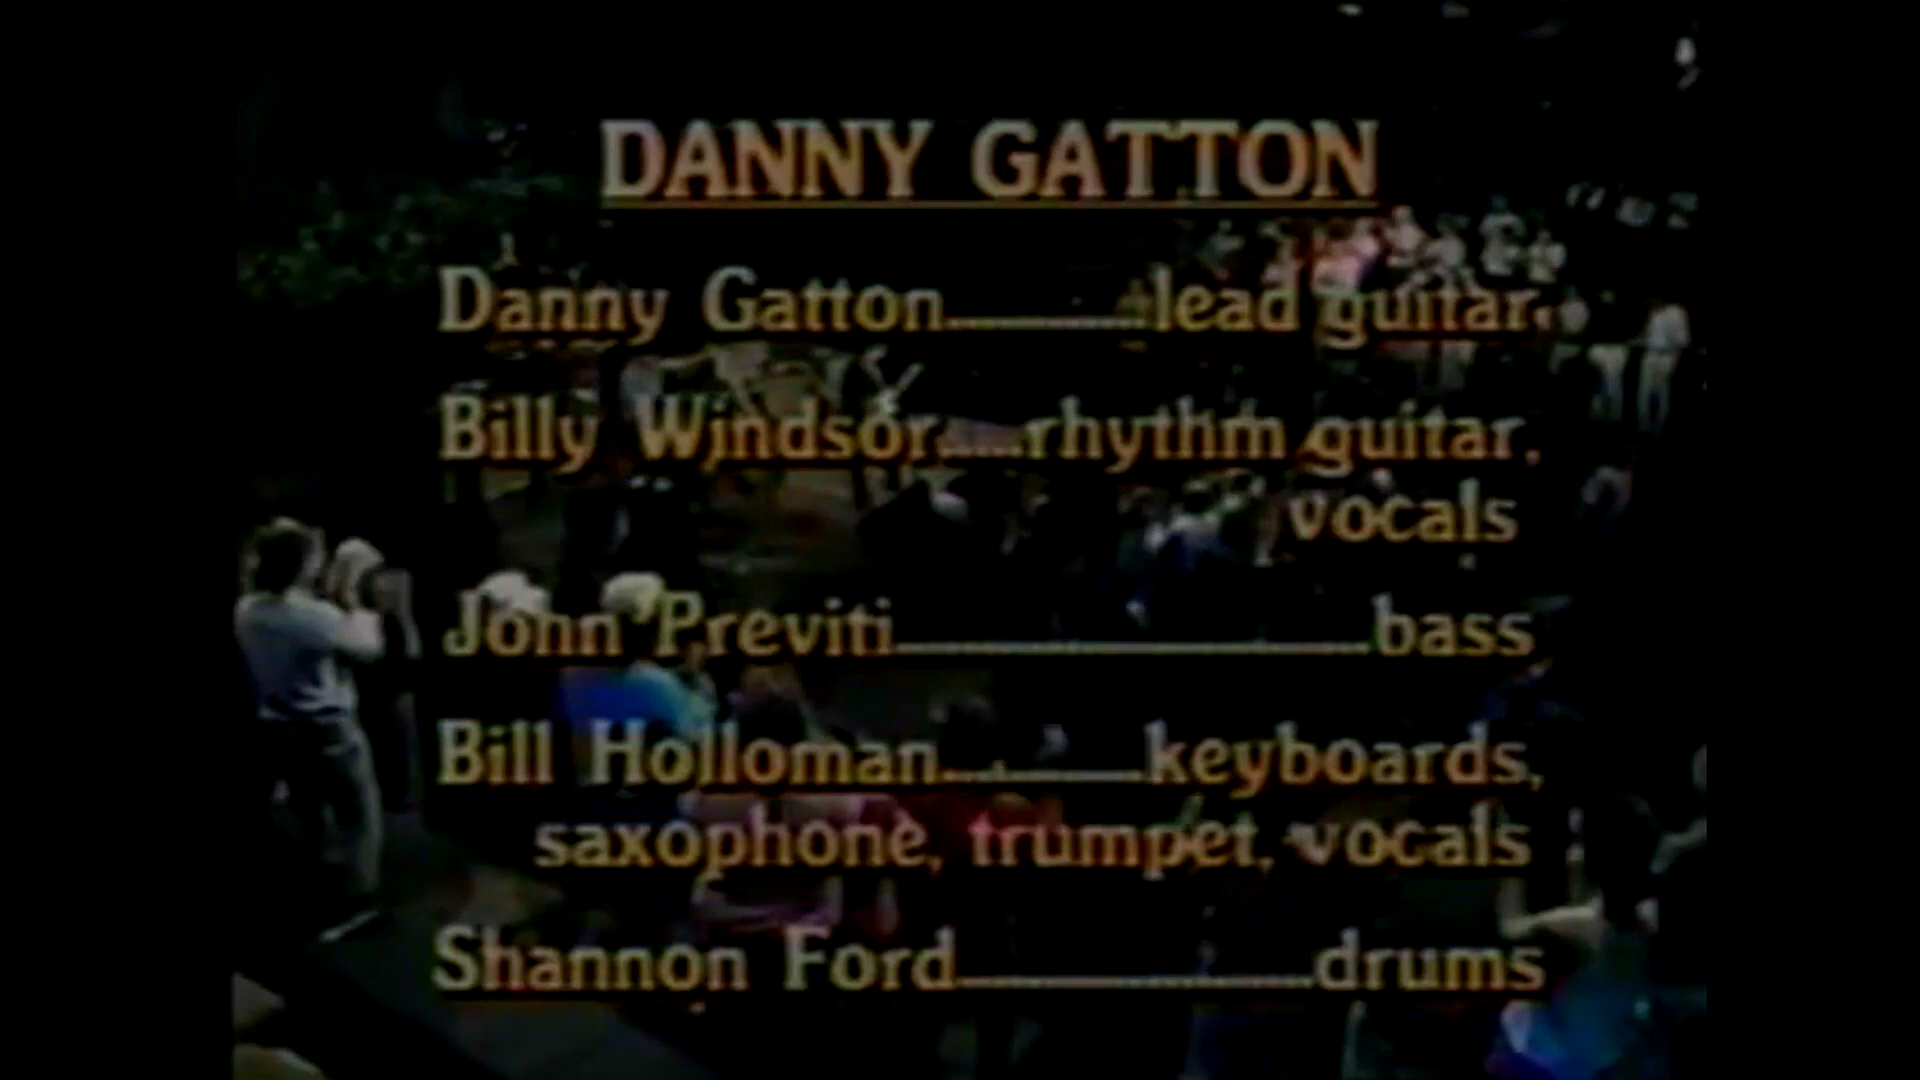 DANNY GATTON
Danny Gatton........lead guitar
Billy Windsor....rhythm guitar,
vocals
John Previti....................bass
Bill Holloman.........keyboards,
saxophone, trumpet, vocals
Shannon Ford...............drums